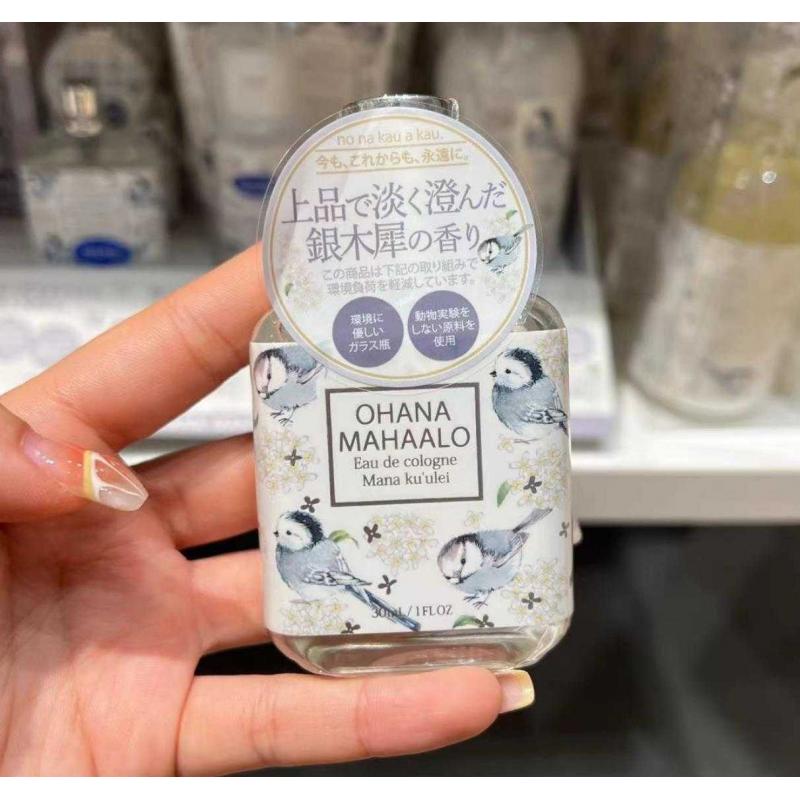 no na kau a kau.
今も、これからも、永遠に。
上品で淡く澄んだ
銀木犀の香り
この商品は下記の取り組みで
環境負荷を軽減しています。
環境に
優しい
ガラス瓶
動物実験を
しない原料を
使用
OHANA
MAHAALO
Eau de cologne
Mana ku'ulei
30mL / 1FL OZ